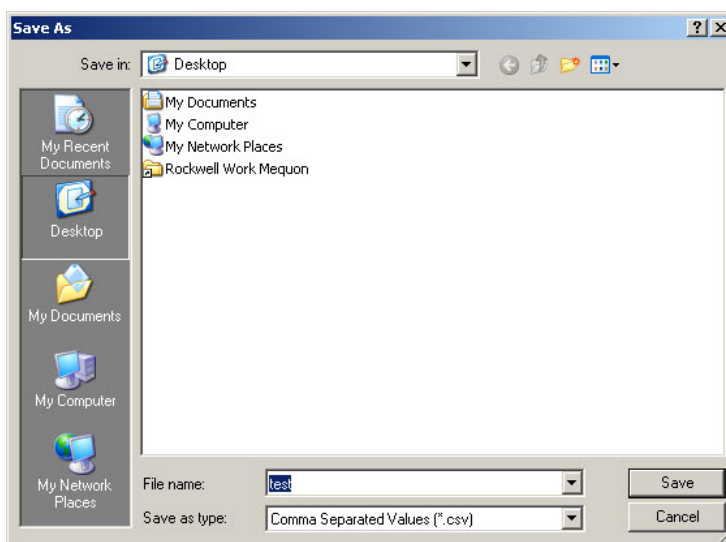 Save As
Save in:
Desktop
My Recent
Documents
Desktop
My Documents
My Computer
My Network
Places
My Documents
My Computer
My Network Places
Rockwell Work Mequon
File name:
test
Save
Save as type:
Comma Separated Values (*.csv)
Cancel